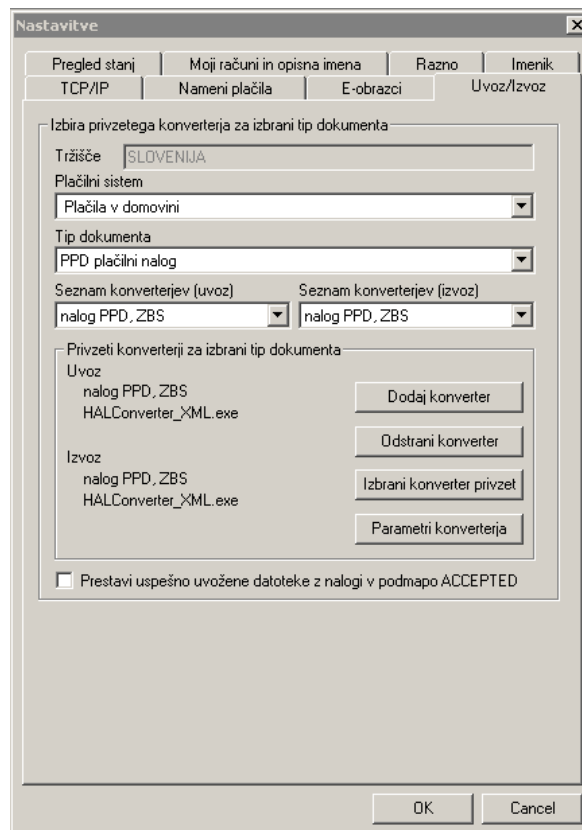 Nastavitve
Pregled stanj
Moji računi in opisna imena
Razno
Imenik
TCP/IP
Nameni plačila
E-obrazci
Uvoz/Izvoz
Izbira privzetega konverterja za izbrani tip dokumenta
Tržišče
SLOVENIJA
Plačilni sistem
Plačila v domovini
Tip dokumenta
PPD plačilni nalog
Seznam konverterjev (uvoz)
Seznam konverterjev (izvoz)
nalog PPD, ZBS
nalog PPD, ZBS
Privzeti konverterji za izbrani tip dokumenta
Uvoz
nalog PPD, ZBS
HALConverter_XML.exe
Izvoz
nalog PPD, ZBS
HALConverter_XML.exe
Dodaj konverter
Odstrani konverter
Izbrani konverter privzet
Parametri konverterja
Prestavi uspešno uvožene datoteke z nalogi v podmapo ACCEPTED
OK
Cancel